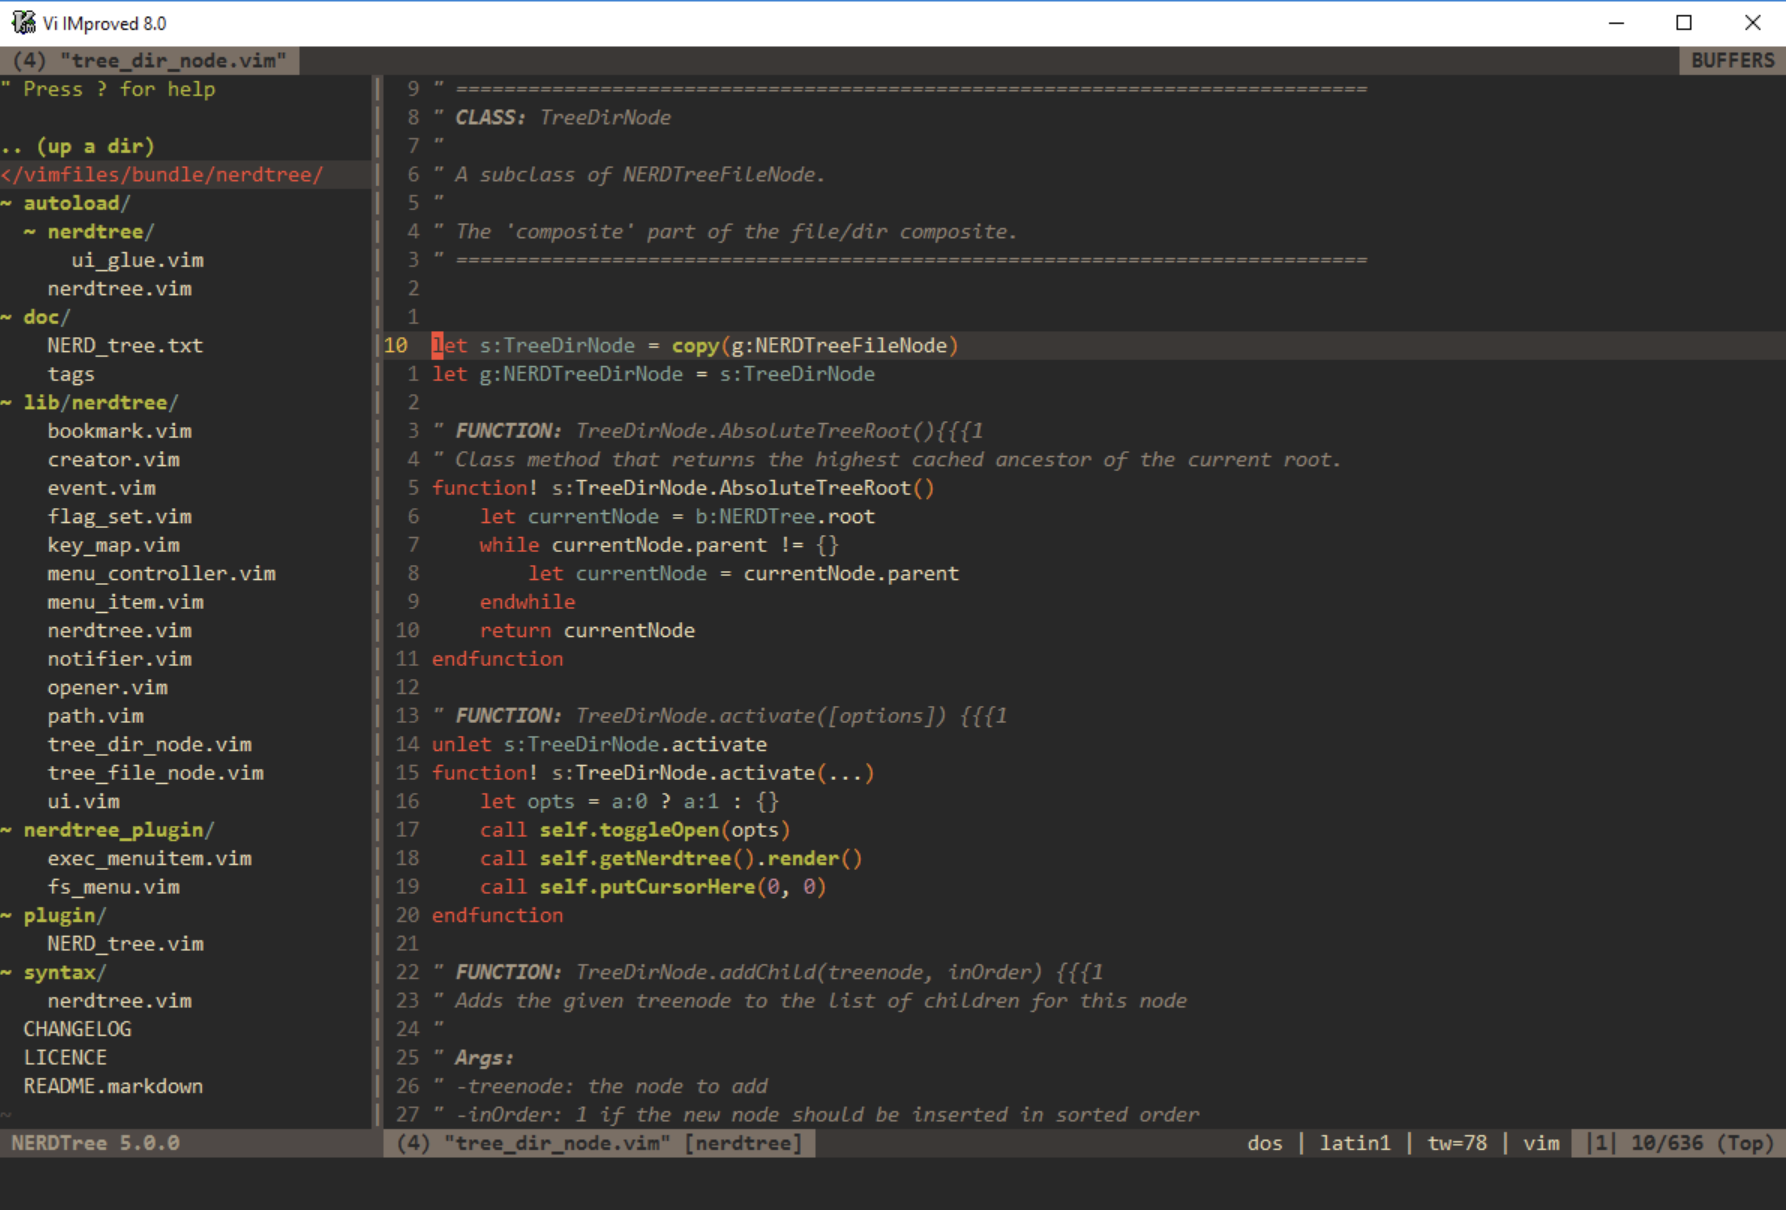 Vi IMproved 8.0
(4) "tree_dir_node.vim"
BUFFERS
" Press ? for help
.. (up a dir)
</vimfiles/bundle/nerdtree/
~ autoload/
~ nerdtree/
ui_glue.vim
nerdtree.vim
~ doc/
NERD_tree.txt
tags
~ lib/nerdtree/
bookmark.vim
creator.vim
event.vim
flag_set.vim
key_map.vim
menu_controller.vim
menu_item.vim
nerdtree.vim
notifier.vim
opener.vim
path.vim
tree_dir_node.vim
tree_file_node.vim
ui.vim
~ nerdtree_plugin/
exec_menuitem.vim
fs_menu.vim
~ plugin/
NERD_tree.vim
~ syntax/
nerdtree.vim
CHANGELOG
LICENCE
README.markdown
~
NERDTree 5.0.0
9 " ============================================================================
8 " CLASS: TreeDirNode
7 "
6 " A subclass of NERDTreeFileNode.
5 "
4 " The 'composite' part of the file/dir composite.
3 " ============================================================================
2
1
10 let s:TreeDirNode = copy(g:NERDTreeFileNode)
1 let g:NERDTreeDirNode = s:TreeDirNode
2
3 " FUNCTION: TreeDirNode.AbsoluteTreeRoot(){{{1
4 " Class method that returns the highest cached ancestor of the current root.
5 function! s:TreeDirNode.AbsoluteTreeRoot()
6 let currentNode = b:NERDTree.root
7 while currentNode.parent != {}
8 let currentNode = currentNode.parent
9 endwhile
10 return currentNode
11 endfunction
12
13 " FUNCTION: TreeDirNode.activate([options]) {{{1
14 unlet s:TreeDirNode.activate
15 function! s:TreeDirNode.activate(...)
16 let opts = a:0 ? a:1 : {}
17 call self.toggleOpen(opts)
18 call self.getNerdtree().render()
19 call self.putCursorHere(0, 0)
20 endfunction
21
22 " FUNCTION: TreeDirNode.addChild(treenode, inOrder) {{{1
23 " Adds the given treenode to the list of children for this node
24 "
25 " Args:
26 " -treenode: the node to add
27 " -inOrder: 1 if the new node should be inserted in sorted order
(4) "tree_dir_node.vim" [nerdtree]
dos | latin1 | tw=78 | vim |1| 10/636 (Top)